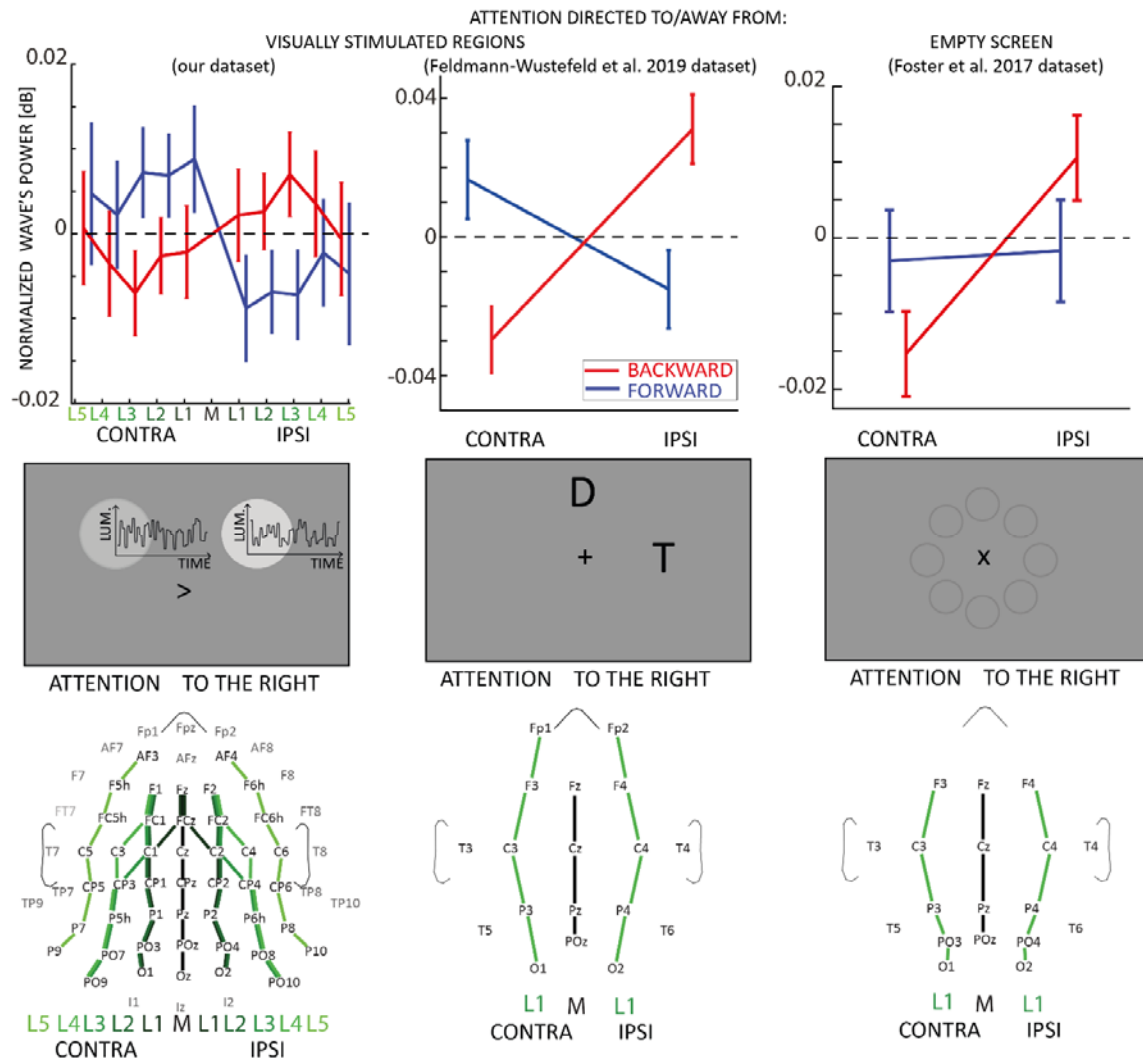 ATTENTION DIRECTED TO/AWAY FROM:
VISUALLY STIMULATED REGIONS
EMPTY SCREEN
(our dataset)
(Feldmann-Wustefeld et al. 2019 dataset)
(Foster et al. 2017 dataset)
NORMALIZED WAVE'S POWER [dB]
0.02
0
-0.02
L5 L4 L3 L2 L1 M L1 L2 L3 L4 L5
CONTRA IPSI
0.04
0
-0.04
BACKWARD
FORWARD
CONTRA IPSI
0.02
0
-0.02
CONTRA IPSI
LUM. TIME
LUM. TIME
>
ATTENTION TO THE RIGHT
D
+ T
ATTENTION TO THE RIGHT
x
ATTENTION TO THE RIGHT
Fp1 Fpz Fp2
AF7 AF3 AFz AF4 AF8
F7 F5h F1 Fz F2 F6h F8
FT7 FC5h FC1 FCz FC2 FC6h FT8
T7 C5 C3 C1 Cz C2 C4 C6 T8
TP9 TP7 CP5 CP3 CP1 CPz CP2 CP4 CP6 TP8 TP10
P9 P7 P5h P1 Pz P2 P6h P8 P10
PO9 PO7 PO3 POz PO4 PO8 PO10
O1 Oz O2
I1 Iz I2
L5 L4 L3 L2 L1 M L1 L2 L3 L4 L5
CONTRA IPSI
Fp1 Fp2
F3 Fz F4
T3 C3 Cz C4 T4
T5 P3 Pz P4 T6
POz
O1 O2
L1 M L1
CONTRA IPSI
F3 Fz F4
T3 C3 Cz C4 T4
T5 P3 Pz P4 T6
PO3 POz PO4
O1 O2
L1 M L1
CONTRA IPSI